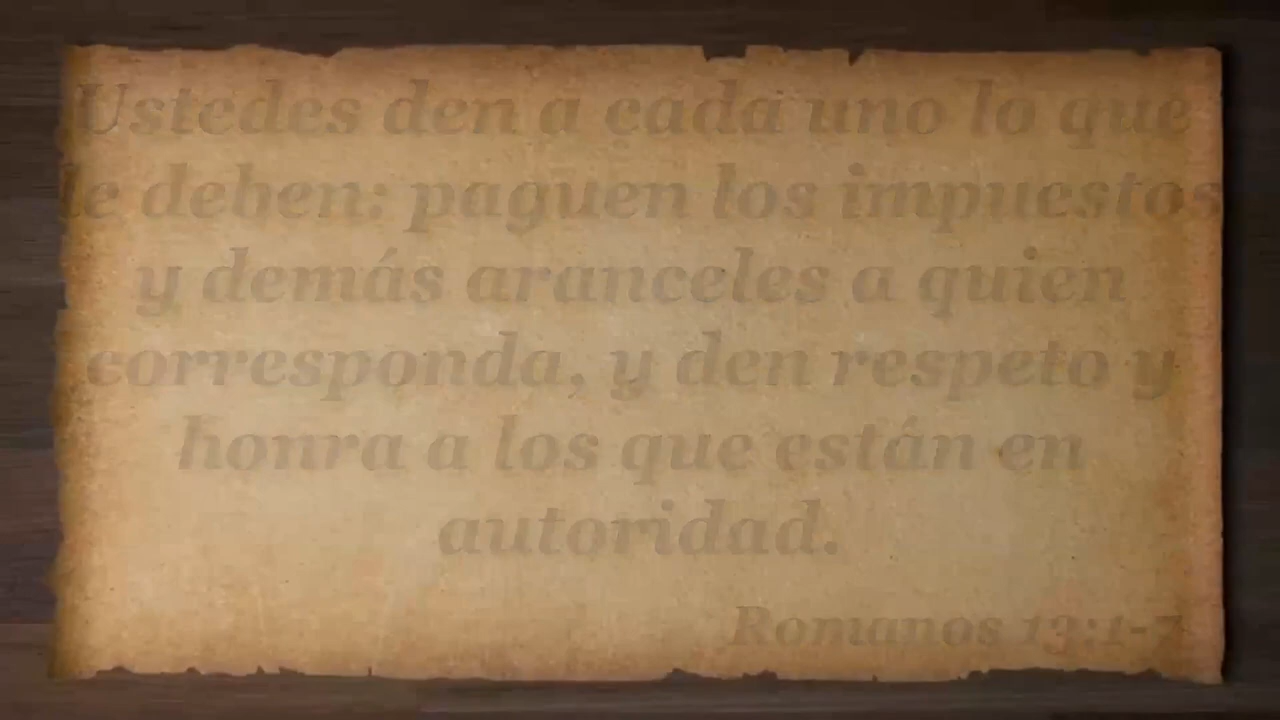 Ustedes den a cada uno lo que
le deben: paguen los impuestos
y demás aranceles a quien
corresponda, y den respeto y
honra a los que están en
autoridad.
Romanos 13:1-7